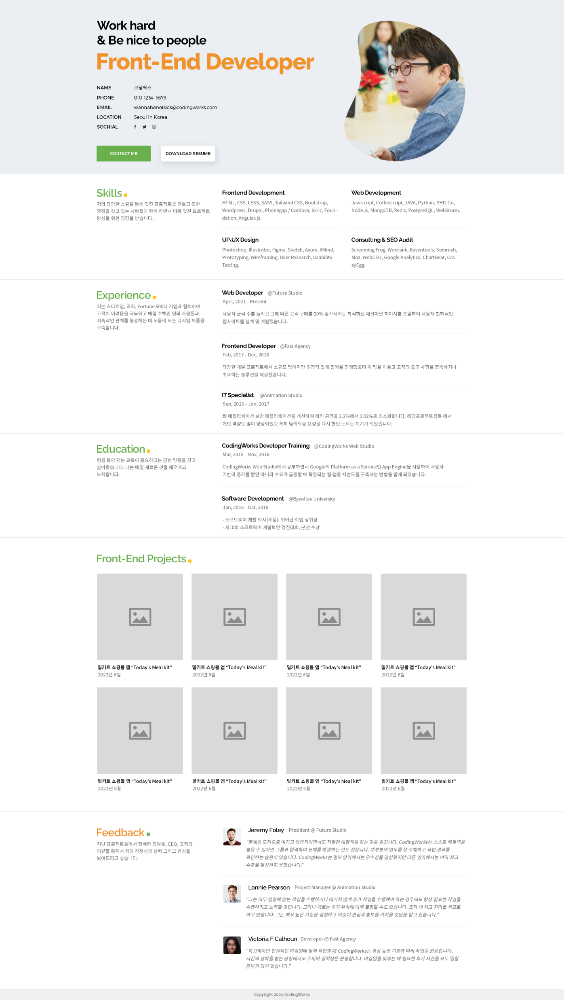 Work hard
& Be nice to people
Front-End Developer
NAME 코딩웍스
PHONE 010-1234-5678
EMAIL wannabenotsick@codingworks.com
LOCATION Seoul in Korea
SOCHIAL
CONTACT ME
DOWNLOAD RESUME
Skills
저의 다양한 스킬을 통해 멋진 프로젝트를 만들고 또한
열정을 갖고 있는 사람들과 함께 하면서 더욱 멋진 프로젝트
완성을 위한 영감을 받습니다.
Frontend Development
HTML, CSS, LESS, SASS, Tailwind CSS, Bootstrap,
Wordpress, Drupal, Phonegap / Cordova, Ionic, Foun-
dation, Angular.js.
Web Development
Javascript, Coffeescript, JAVA, Python, PHP, Go,
Node.js, MongoDB, Redis, PostgreSQL, WebStorm.
UI\UX Design
Photoshop, Illustrator, Figma, Sketch, Axure, XMind,
Prototyping, Wireframing, User Research, Usability
Testing.
Consulting & SEO Audit
Screaming Frog, Woorank, Raventools, Semrush,
Moz, WebCEO, Google Analytics, ChartBeat, Cra-
zyEgg.
Experience
저는 스타트업, 조직, Fortune 500대 기업과 협력하여
고객이 어려움을 극복하고 매일 수백만 명의 사람들과
지속적인 관계를 형성하는 데 도움이 되는 디지털 제품을
구축합니다.
Web Developer @Future Studio
April, 2021 - Present
사용자 클릭 수를 늘리고 그에 따른 고객 구매를 20% 증가시키는 최적화된 체크아웃 페이지를 포함하여 사용자 친화적인
웹사이트를 설계 및 개발했습니다.
Frontend Developer @Fast Agency
Feb, 2017 - Dec, 2018
다양한 개발 프로젝트에서 소규모 팀이지만 추진력 있게 팀웍을 진행했으며 이 팀을 이끌고 고객의 요구 사항을 충족하거나
초과하는 솔루션을 제공했습니다.
IT Specialist @Animation Studio
Sep, 2016 - Jan, 2017
웹 애플리케이션 보안 애플리케이션을 개선하여 해커 공격을 2.3%에서 0.02%로 최소화합니다. 해당프로젝트를통 해서
개인 역량도 많이 향상되었고 특히 팀웍의중 요성을 다시 한번 느끼는 계기가 되었습니다.
Education
평생 동안 저는 교육이 중요하다는 강한 믿음을 갖고
살아왔습니다. 나는 매일 새로운 것을 배우려고
노력합니다.
CodingWorks Developer Training @CodingWorks Web Studio
Mar, 2015 - Nov, 2016
CodingWorks Web Studio에서 공부하면서 Google의 Platform as a Service인 App Engine을 사용하여 사용자
기반이 증가할 뿐만 아니라 수요가 급증할 때 확장되는 웹 앱용 백엔드를 구축하는 방법을 알게 되었습니다.
Software Development @Byeollae University
Jan, 2016 - Oct, 2016
- 소프트웨어 개발 학사(우등). 뛰어난 학업 성취상.
- 제10회 소프트웨어 개발보안 경진대회, 본선 수상
Front-End Projects
밀키트 쇼핑몰 앱 “Today’s Meal kit”
2022년 6월
밀키트 쇼핑몰 앱 “Today’s Meal kit”
2022년 6월
밀키트 쇼핑몰 앱 “Today’s Meal kit”
2022년 6월
밀키트 쇼핑몰 앱 “Today’s Meal kit”
2022년 6월
밀키트 쇼핑몰 앱 “Today’s Meal kit”
2022년 6월
밀키트 쇼핑몰 앱 “Today’s Meal kit”
2022년 6월
밀키트 쇼핑몰 앱 “Today’s Meal kit”
2022년 6월
밀키트 쇼핑몰 앱 “Today’s Meal kit”
2022년 6월
Feedback
지난 프로젝트들에서 함께한 팀원들, CEO, 고객의
리뷰를 통해서 저의 진정성과 실력 그리고 인성을
보여드리고 싶습니다.
Jeremy Foley President @ Future Studio
"문제를 도전으로 여기고 창의적이면서도 적절한 해결책을 찾는 것을 즐깁니다. CodingWorks는 스스로 해결책을
찾을 수 있지만 그룹과 협력하여 문제를 해결하는 것도 잘합니다. 대부분의 업무를 잘 수행하고 작업 결과를
확인하는 습관이 있습니다. CodingWorks는 일부 영역에서는 우수성을 달성했지만 다른 영역에서는 아직 최고
수준을 달성하지 못했습니다."
Lonnie Pearson Project Manager @ Animation Studio
“그는 직무 설명에 없는 작업을 수행하거나 예기치 않게 추가 작업을 수행해야 하는 경우에도 항상 필요한 작업을
수행하려고 노력할 것입니다. 그러나 때로는 추가 부하에 대해 불평할 수도 있습니다. 조직 내 최고 자리를 목표로
하고 있습니다. 그는 매우 높은 기준을 설정하고 이것이 관심과 홍보를 가져올 것임을 알고 있습니다.”
Victoria F Calhoun Developer @ Fast Agency
“확고하지만 현실적인 마감일에 맞춰 작업할 때 CodingWorks는 항상 높은 기준에 따라 작업을 완료합니다.
시간의 압박을 받는 상황에서도 주의와 정확성은 분명합니다. 마감일을 맞추는 데 필요한 추가 시간을 모두 일할
준비가 되어 있습니다.”
Copyright 2024 CodingWorks